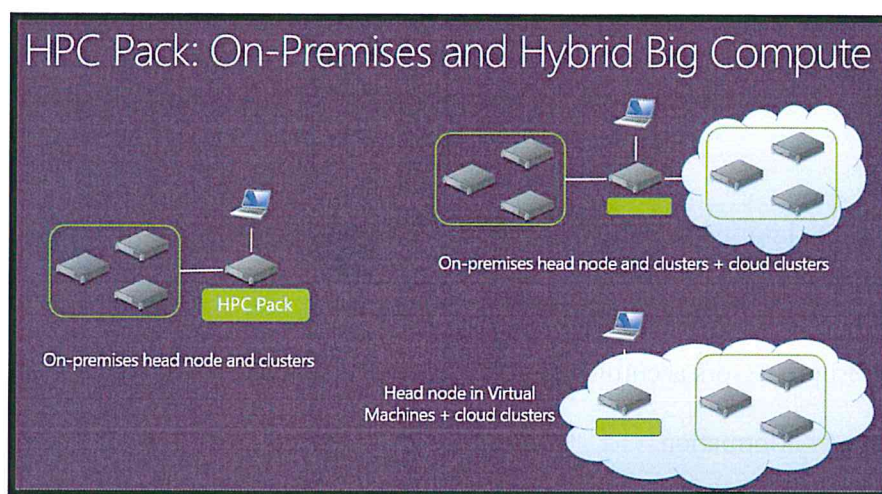 HPC Pack: On-Premises and Hybrid Big Compute
HPC Pack
On-premises head node and clusters
On-premises head node and clusters + cloud clusters
Head node in Virtual
Machines + cloud clusters